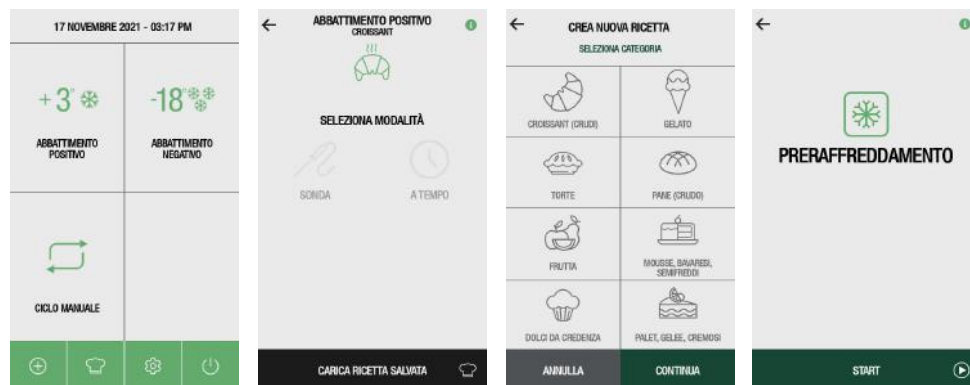 17 NOVEMBRE 2021 - 03:17 PM
+3°
-18°
ABBATTIMENTO
POSITIVO
ABBATTIMENTO
NEGATIVO
CICLO MANUALE
ABBATTIMENTO POSITIVO
CROISSANT
SELEZIONA MODALITÀ
SONDA
A TEMPO
CARICA RICETTA SALVATA
CREA NUOVA RICETTA
SELEZIONA CATEGORIA
CROISSANT (CRUDI)
GELATO
TORTE
PANE (CRUDO)
FRUTTA
MOUSSE, BAVARESI,
SEMIFREDDI
DOLCI DA CREDENZA
PALET, GELEE, CREMOSI
ANNULLA
CONTINUA
PRERAFFREDDAMENTO
START